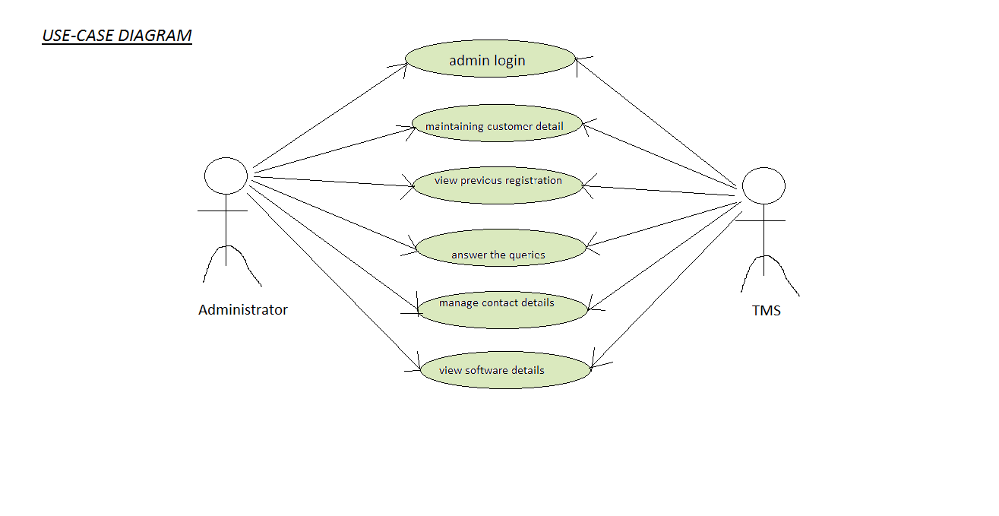 USE-CASE DIAGRAM
admin login
maintaining customer detail
view previcus registration
answer the queries
manage contact details
view software details
Administrator
TMS